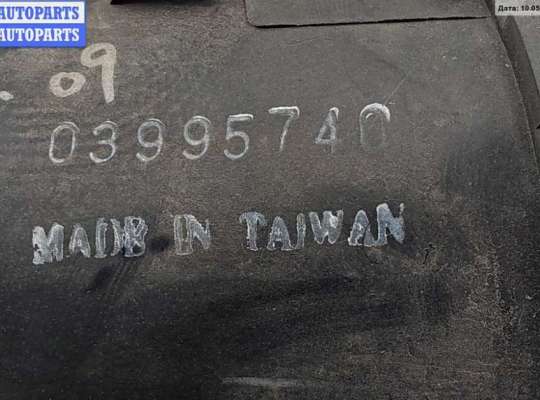 AUTOPARTS
AUTOPARTS
Дата: 10.05
09
03995740
MADE IN TAIWAN